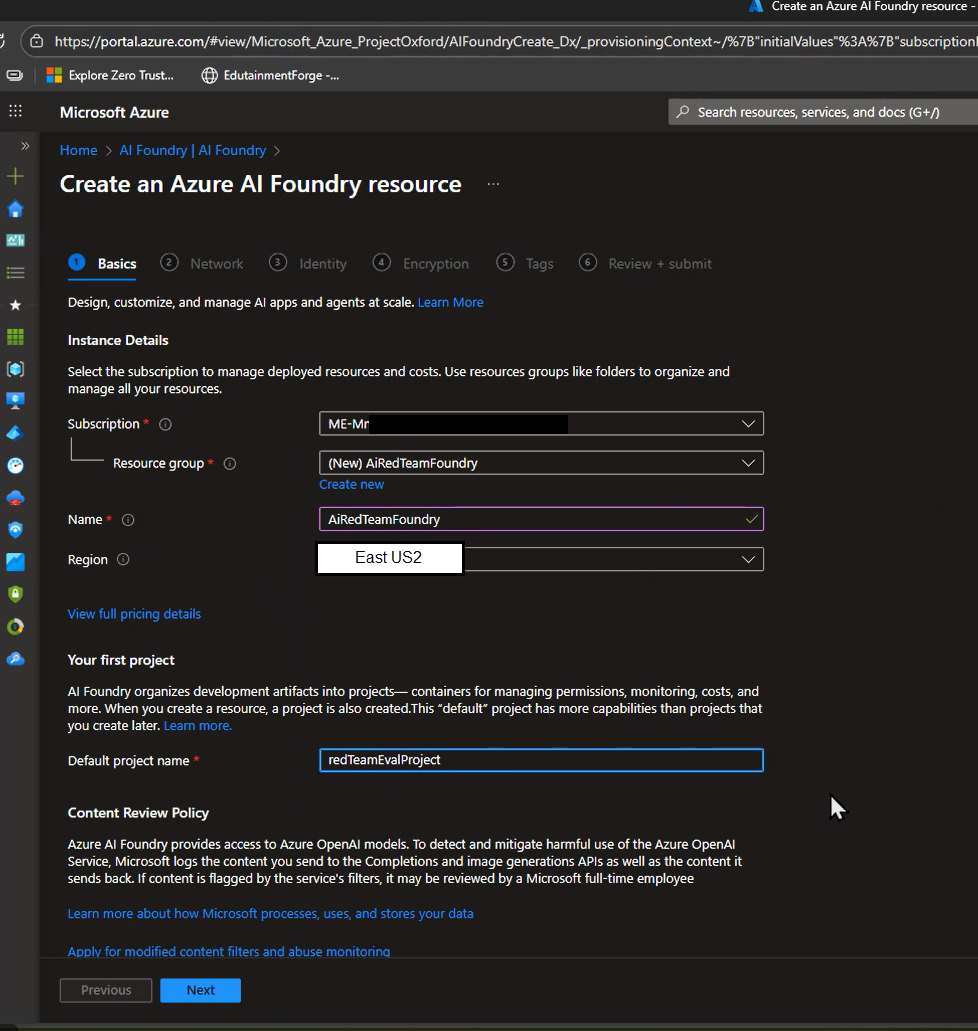 Create an Azure AI Foundry resource -
https://portal.azure.com/#view/Microsoft_Azure_ProjectOxford/AIFoundryCreate_Dx/_provisioningContext~/%7B"initialValues"%3A%7B"subscriptionI
Explore Zero Trust... EdutainmentForge -...
Microsoft Azure Search resources, services, and docs (G+/)
Home > AI Foundry | AI Foundry >
Create an Azure AI Foundry resource ...
1 Basics 2 Network 3 Identity 4 Encryption 5 Tags 6 Review + submit
Design, customize, and manage AI apps and agents at scale. Learn More
Instance Details
Select the subscription to manage deployed resources and costs. Use resources groups like folders to organize and
manage all your resources.
Subscription * ME-Mn
Resource group * (New) AiRedTeamFoundry
Create new
Name * AiRedTeamFoundry
Region East US2
View full pricing details
Your first project
AI Foundry organizes development artifacts into projects— containers for managing permissions, monitoring, costs, and
more. When you create a resource, a project is also created.This “default” project has more capabilities than projects that
you create later. Learn more.
Default project name * redTeamEvalProject
Content Review Policy
Azure AI Foundry provides access to Azure OpenAI models. To detect and mitigate harmful use of the Azure OpenAI
Service, Microsoft logs the content you send to the Completions and image generations APIs as well as the content it
sends back. If content is flagged by the service's filters, it may be reviewed by a Microsoft full-time employee
Learn more about how Microsoft processes, uses, and stores your data
Apply for modified content filters and abuse monitoring
Previous Next